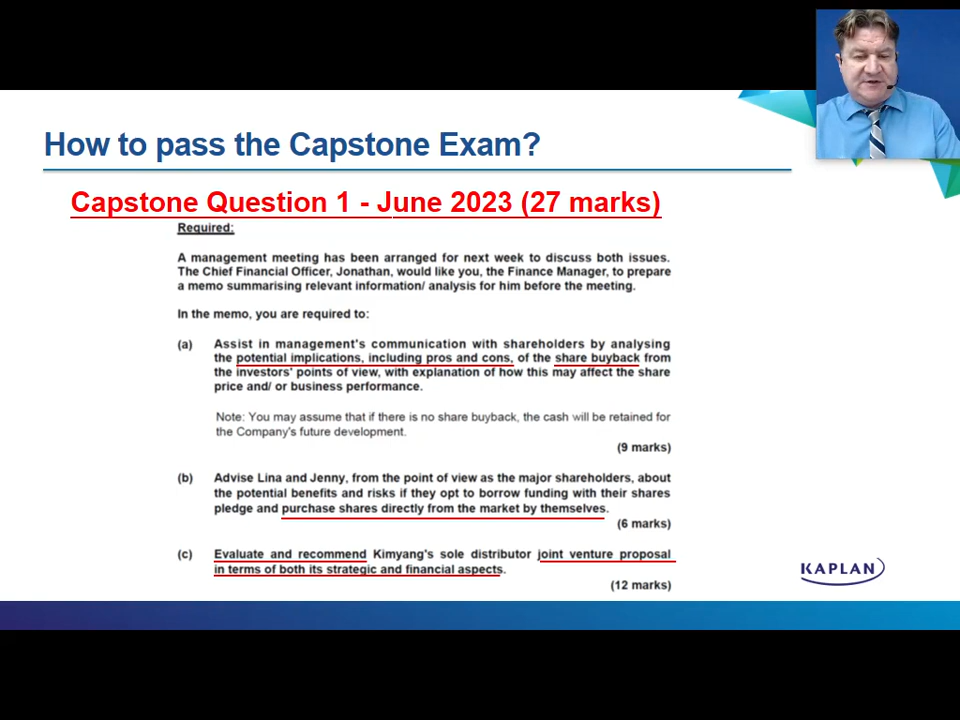 How to pass the Capstone Exam?
Capstone Question 1 - June 2023 (27 marks)
Required:
A management meeting has been arranged for next week to discuss both issues.
The Chief Financial Officer, Jonathan, would like you, the Finance Manager, to prepare
a memo summarising relevant information/ analysis for him before the meeting.
In the memo, you are required to:
(a) Assist in management's communication with shareholders by analysing
the potential implications, including pros and cons, of the share buyback from
the investors' points of view, with explanation of how this may affect the share
price and/ or business performance.
Note: You may assume that if there is no share buyback, the cash will be retained for
the Company's future development.
(9 marks)
(b) Advise Lina and Jenny, from the point of view as the major shareholders, about
the potential benefits and risks if they opt to borrow funding with their shares
pledge and purchase shares directly from the market by themselves.
(6 marks)
(c) Evaluate and recommend Kimyang's sole distributor joint venture proposal
in terms of both its strategic and financial aspects.
(12 marks)
KAPLAN